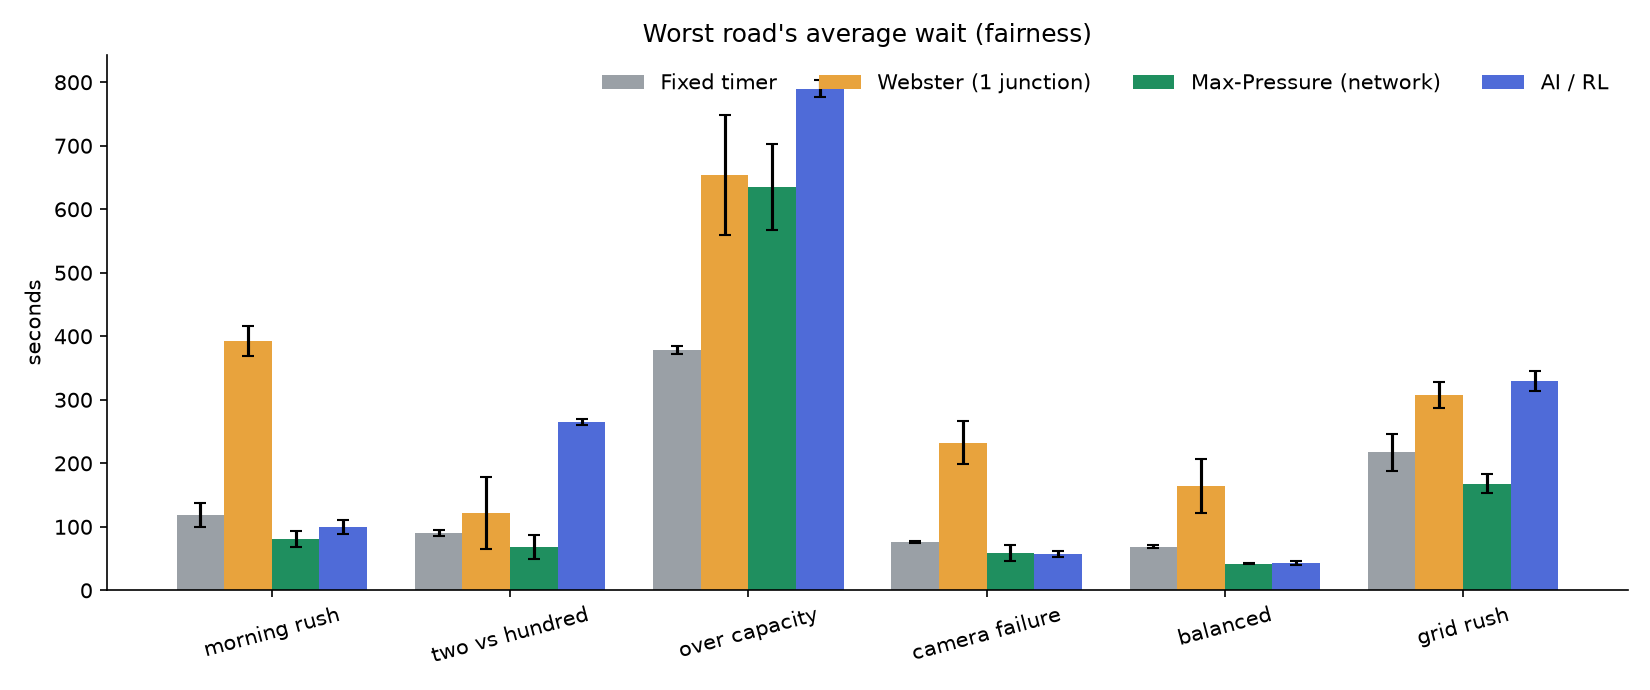 Worst road's average wait (fairness)
Fixed timer
Webster (1 junction)
Max-Pressure (network)
AI / RL
seconds
800
700
600
500
400
300
200
100
0
morning rush
two vs hundred
over capacity
camera failure
balanced
grid rush